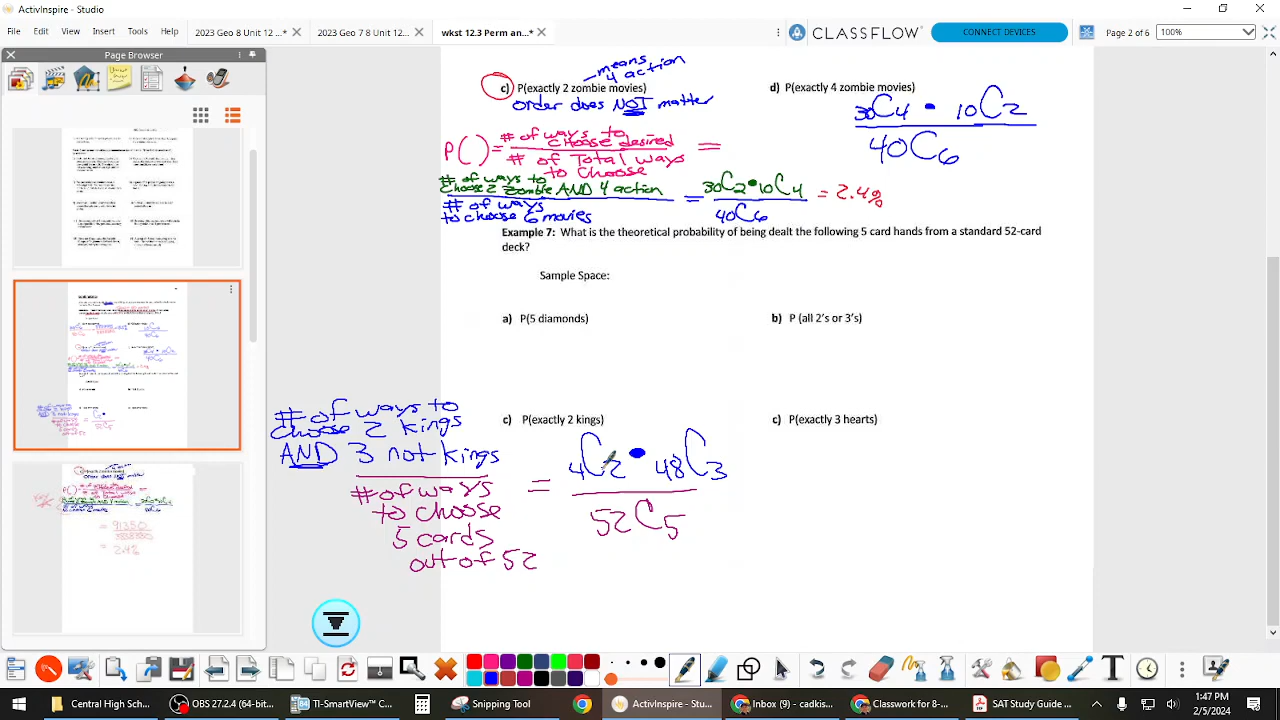 File Edit View Insert Tools Help
2023 Geo 8 Unit 12...*
2023 Geo 7 8 Unit 12...
wkst 12.3 Perm an...*
CLASSFLOW
CONNECT DEVICES
Page 2 of 6
100%
Page Browser
means
4 action
c) P(exactly 2 zombie movies)
order does NOT matter
P( ) = # of ways to choose desired
# of Total ways to choose
=
# of ways to choose 2 zombie AND 4 action
# of ways to choose 6 movies
= 30C2 • 10C4
40C6
= 2.4%
d) P(exactly 4 zombie movies)
30C4 • 10C2
40C6
Example 7: What is the theoretical probability of being dealt the following 5 card hands from a standard 52-card
deck?
Sample Space:
a) P(5 diamonds)
b) P (all 2's or 3's)
c) P(exactly 2 kings)
c) P(exactly 3 hearts)
# of ways to
choose 2 kings
AND 3 not kings
# of ways
to choose
5 cards
out of 52
= 4C2 • 48C3
52C5
Central High Sch...
OBS 27.2.4 (64-bit...
TI-SmartView™ C...
Snipping Tool
ActivInspire - Stu...
Inbox (9) - cadkis...
Classwork for 8-...
SAT Study Guide ...
1:47 PM
2/5/2024